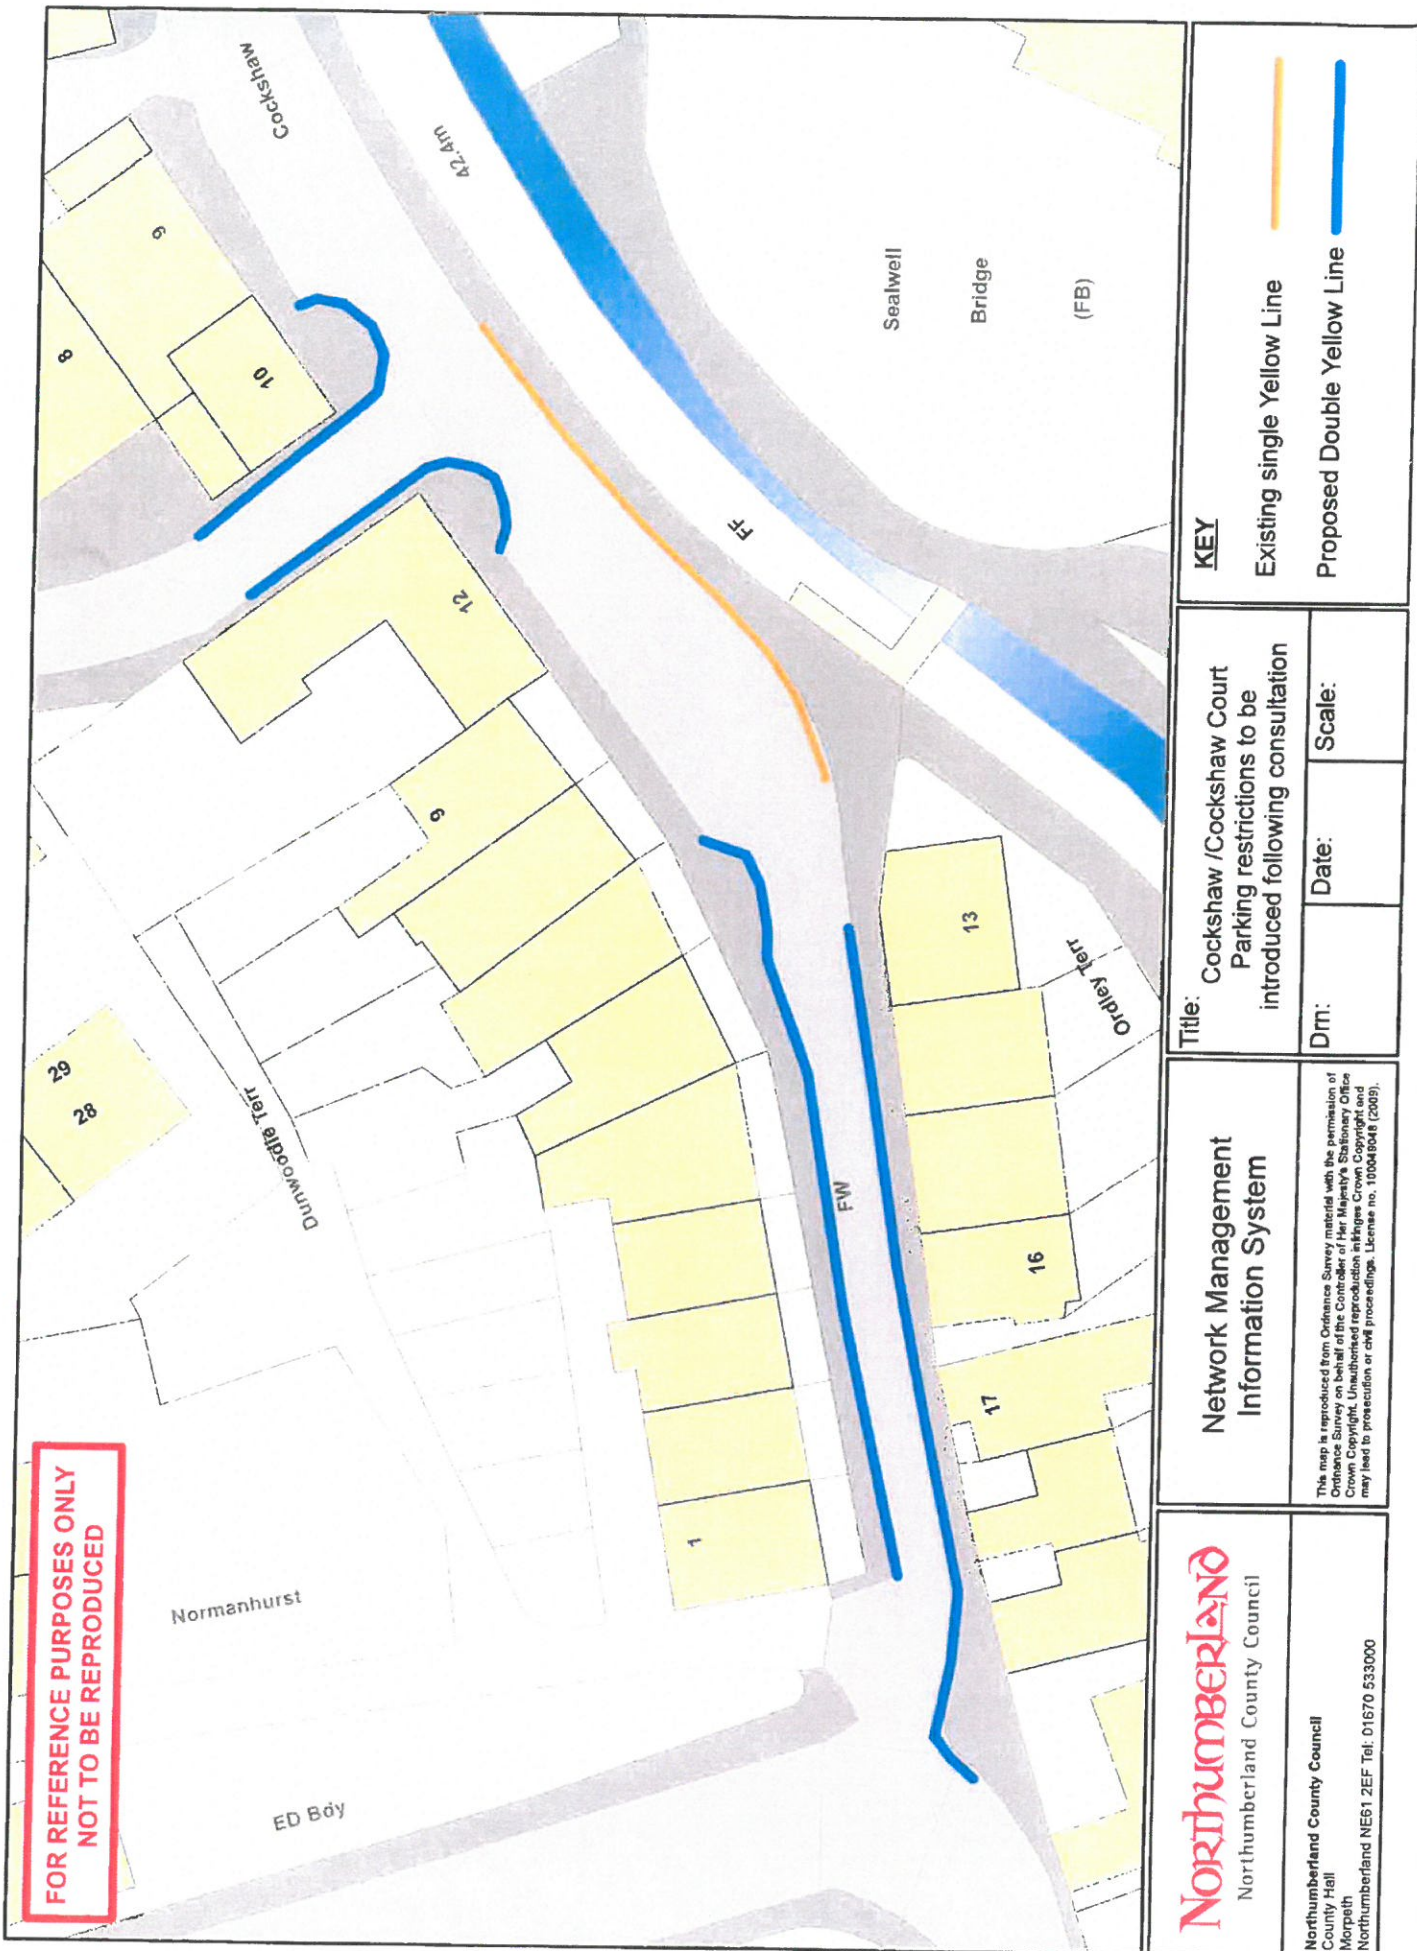 FOR REFERENCE PURPOSES ONLY
NOT TO BE REPRODUCED
Cockshaw
42.4m
8
9
10
12
9
29
28
Dunwoodie Terr
Normanhurst
ED Bdy
1
FW
FF
Sealwell
Bridge
(FB)
13
Ordley Terr
16
17
NORThUMBERLAND
Northumberland County Council
Northumberland County Council
County Hall
Morpeth
Northumberland NE61 2EF Tel: 01670 533000
Network Management
Information System
This map is reproduced from Ordnance Survey material with the permission of
Ordnance Survey on behalf of the Controller of Her Majesty's Stationary Office
Crown Copyright. Unauthorised reproduction infringes Crown Copyright and
may lead to prosecution or civil proceedings. License no. 100049048 (2009).
Title:
Cockshaw /Cockshaw Court
Parking restrictions to be
introduced following consultation
Drn:
Date:
Scale:
KEY
Existing single Yellow Line
Proposed Double Yellow Line